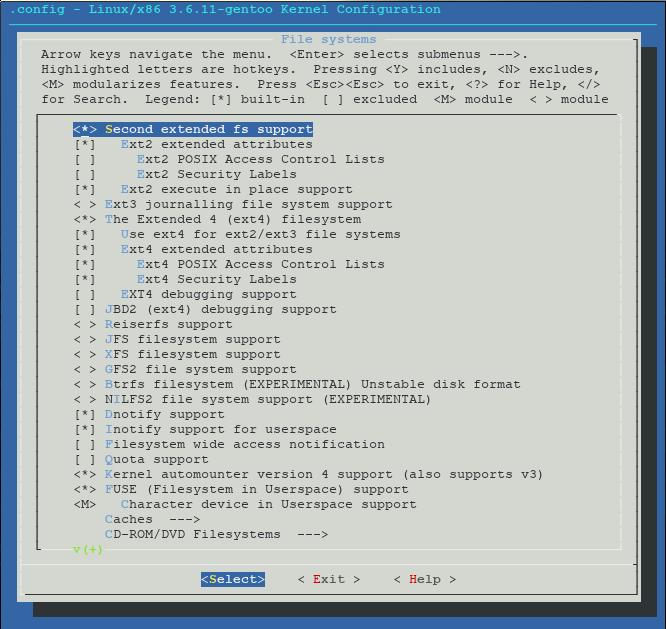 .config - Linux/x86 3.6.11-gentoo Kernel Configuration
File systems
Arrow keys navigate the menu.  <Enter> selects submenus --->.
Highlighted letters are hotkeys.  Pressing <Y> includes, <N> excludes,
<M> modularizes features.  Press <Esc><Esc> to exit, <?> for Help, </>
for Search.  Legend: [*] built-in  [ ] excluded  <M> module  < > module
<*> Second extended fs support
[*]   Ext2 extended attributes
[ ]     Ext2 POSIX Access Control Lists
[ ]     Ext2 Security Labels
[*]   Ext2 execute in place support
< > Ext3 journalling file system support
<*> The Extended 4 (ext4) filesystem
[*]   Use ext4 for ext2/ext3 file systems
[*]   Ext4 extended attributes
[*]     Ext4 POSIX Access Control Lists
[*]     Ext4 Security Labels
[ ]   EXT4 debugging support
[ ] JBD2 (ext4) debugging support
< > Reiserfs support
< > JFS filesystem support
< > XFS filesystem support
< > GFS2 file system support
< > Btrfs filesystem (EXPERIMENTAL) Unstable disk format
< > NILFS2 file system support (EXPERIMENTAL)
[*] Dnotify support
[*] Inotify support for userspace
[ ] Filesystem wide access notification
[ ] Quota support
<*> Kernel automounter version 4 support (also supports v3)
<*> FUSE (Filesystem in Userspace) support
<M>   Character device in Userspace support
Caches  --->
CD-ROM/DVD Filesystems  --->
v(+)
<Select>    < Exit >    < Help >